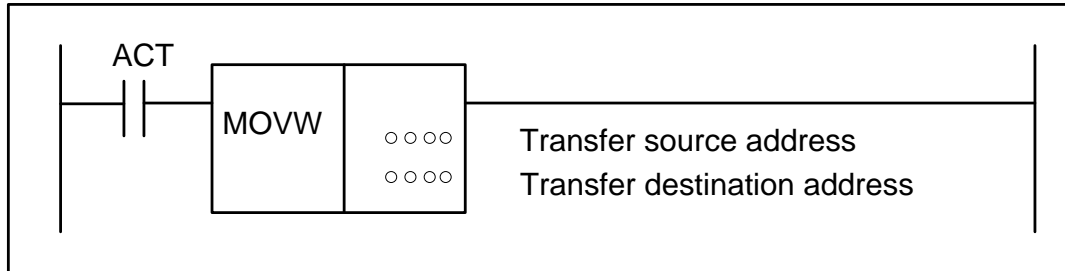 ACT
MOVW
○○○○ Transfer source address
○○○○ Transfer destination address